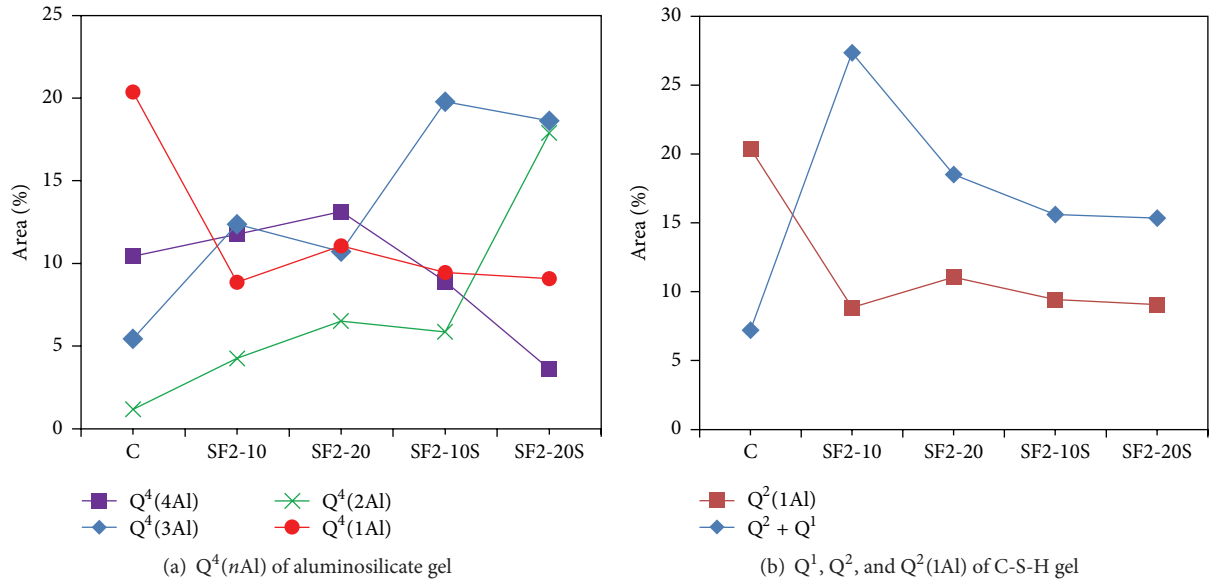 25
20
15
10
5
0
Area (%)
C SF2-10 SF2-20 SF2-10S SF2-20S
Q⁴(4Al) Q⁴(2Al)
Q⁴(3Al) Q⁴(1Al)
(a) Q⁴(nAl) of aluminosilicate gel
30
25
20
15
10
5
0
Area (%)
C SF2-10 SF2-20 SF2-10S SF2-20S
Q²(1Al)
Q² + Q¹
(b) Q¹, Q², and Q²(1Al) of C-S-H gel